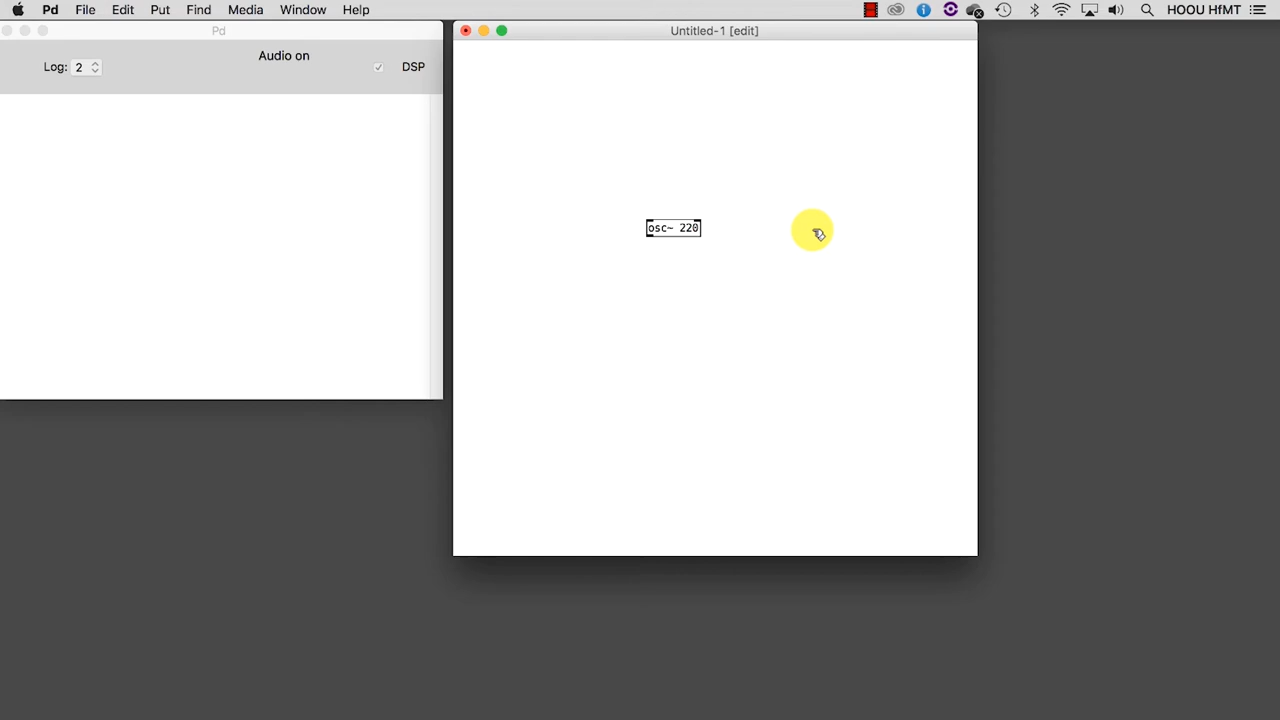 Pd File Edit Put Find Media Window Help HOOU HfMT
Pd
Audio on
Log: 2
DSP
Untitled-1 [edit]
osc~ 220